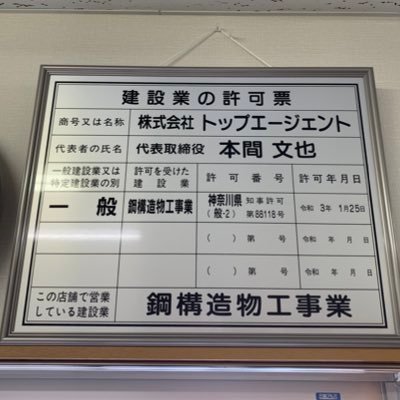 建設業の許可票
商号又は名称 株式会社 トップエージェント
代表者の氏名 代表取締役 本間 文也
一般建設業又は特定建設業の別 許可を受けた建設業 許可番号 許可年月日
一般 鋼構造物工事業 神奈川県知事許可(般-2)第88118号 令和 3年 1月25日
( )第 号 令和 年 月 日
( )第 号 令和 年 月 日
この店舗で営業している建設業 鋼構造物工事業